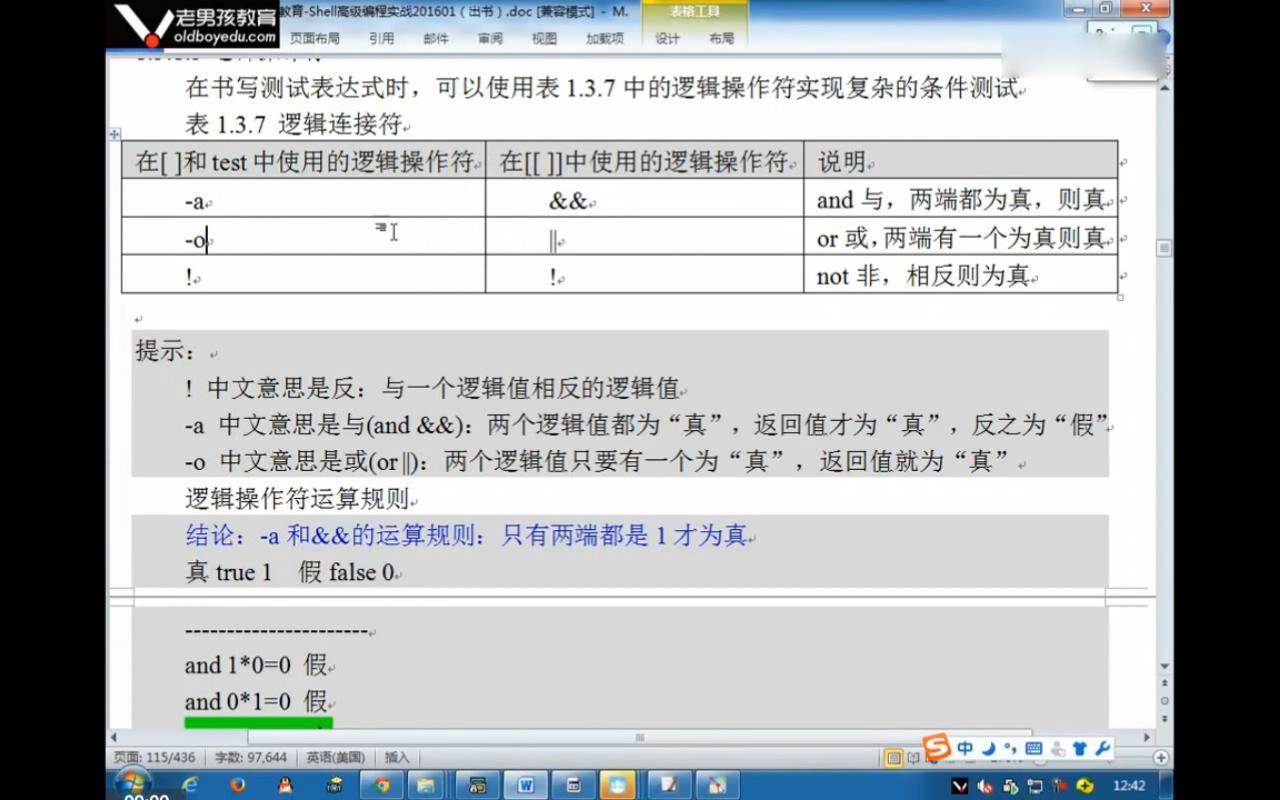 老男孩教育
oldboyedu.com
教育-Shell高级编程实战201601（出书）.doc [兼容模式] - M.
表格工具
页面布局 引用 邮件 审阅 视图 加载项 设计 布局
在书写测试表达式时，可以使用表 1.3.7 中的逻辑操作符实现复杂的条件测试
表 1.3.7 逻辑连接符
在[ ]和 test 中使用的逻辑操作符 在[[ ]]中使用的逻辑操作符 说明
-a && and 与，两端都为真，则真
-o || or 或，两端有一个为真则真
! ! not 非，相反则为真
提示：
! 中文意思是反：与一个逻辑值相反的逻辑值
-a 中文意思是与(and &&)：两个逻辑值都为“真”，返回值才为“真”，反之为“假”
-o 中文意思是或(or ||)：两个逻辑值只要有一个为“真”，返回值就为“真”
逻辑操作符运算规则
结论：-a 和&&的运算规则：只有两端都是 1 才为真
真 true 1 假 false 0
----------------------
and 1*0=0 假
and 0*1=0 假
页面: 115/436 字数: 97,644 英语(美国) 插入
中
12:42